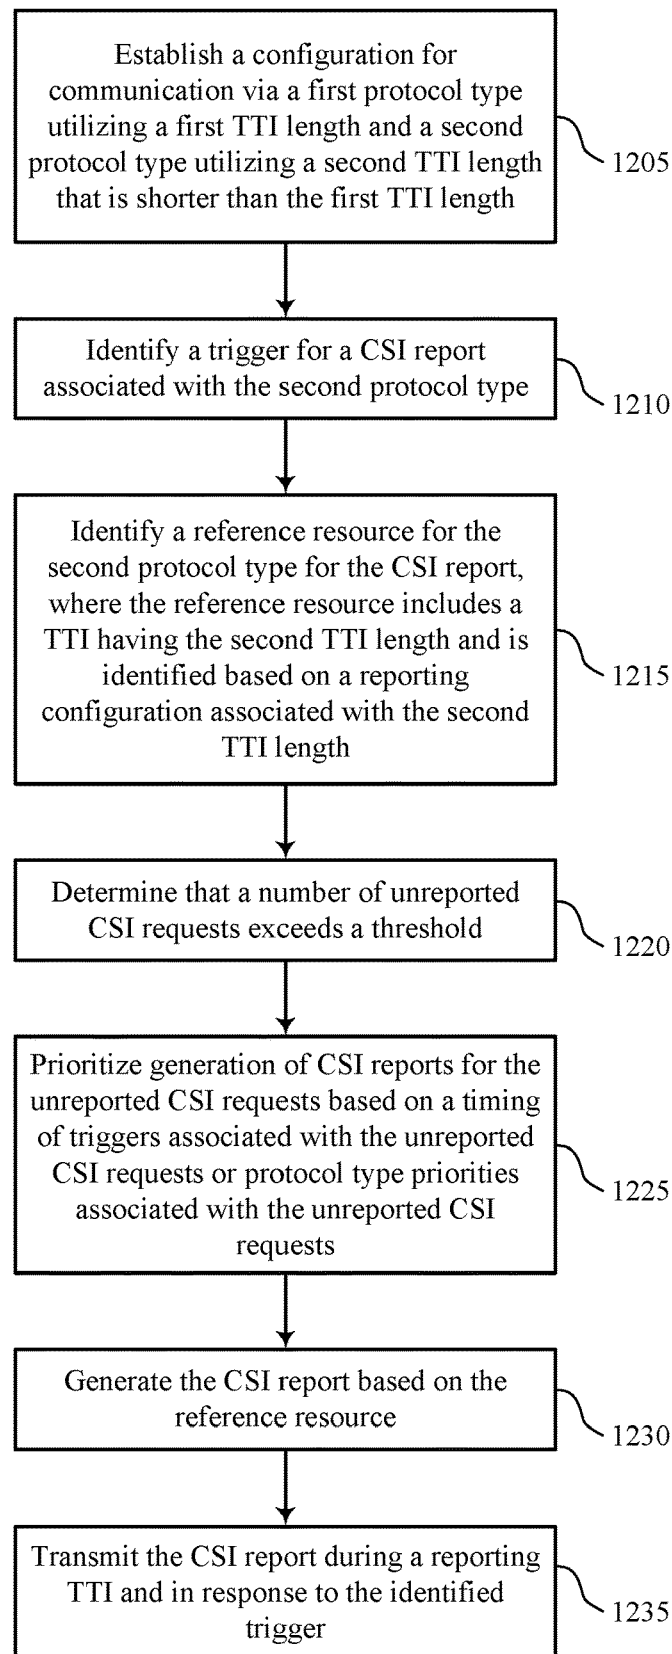 Establish a configuration for
communication via a first protocol type
utilizing a first TTI length and a second
protocol type utilizing a second TTI length
that is shorter than the first TTI length
1205
Identify a trigger for a CSI report
associated with the second protocol type
1210
Identify a reference resource for the
second protocol type for the CSI report,
where the reference resource includes a
TTI having the second TTI length and is
identified based on a reporting
configuration associated with the second
TTI length
1215
Determine that a number of unreported
CSI requests exceeds a threshold
1220
Prioritize generation of CSI reports for the
unreported CSI requests based on a timing
of triggers associated with the unreported
CSI requests or protocol type priorities
associated with the unreported CSI
requests
1225
Generate the CSI report based on the
reference resource
1230
Transmit the CSI report during a reporting
TTI and in response to the identified
trigger
1235